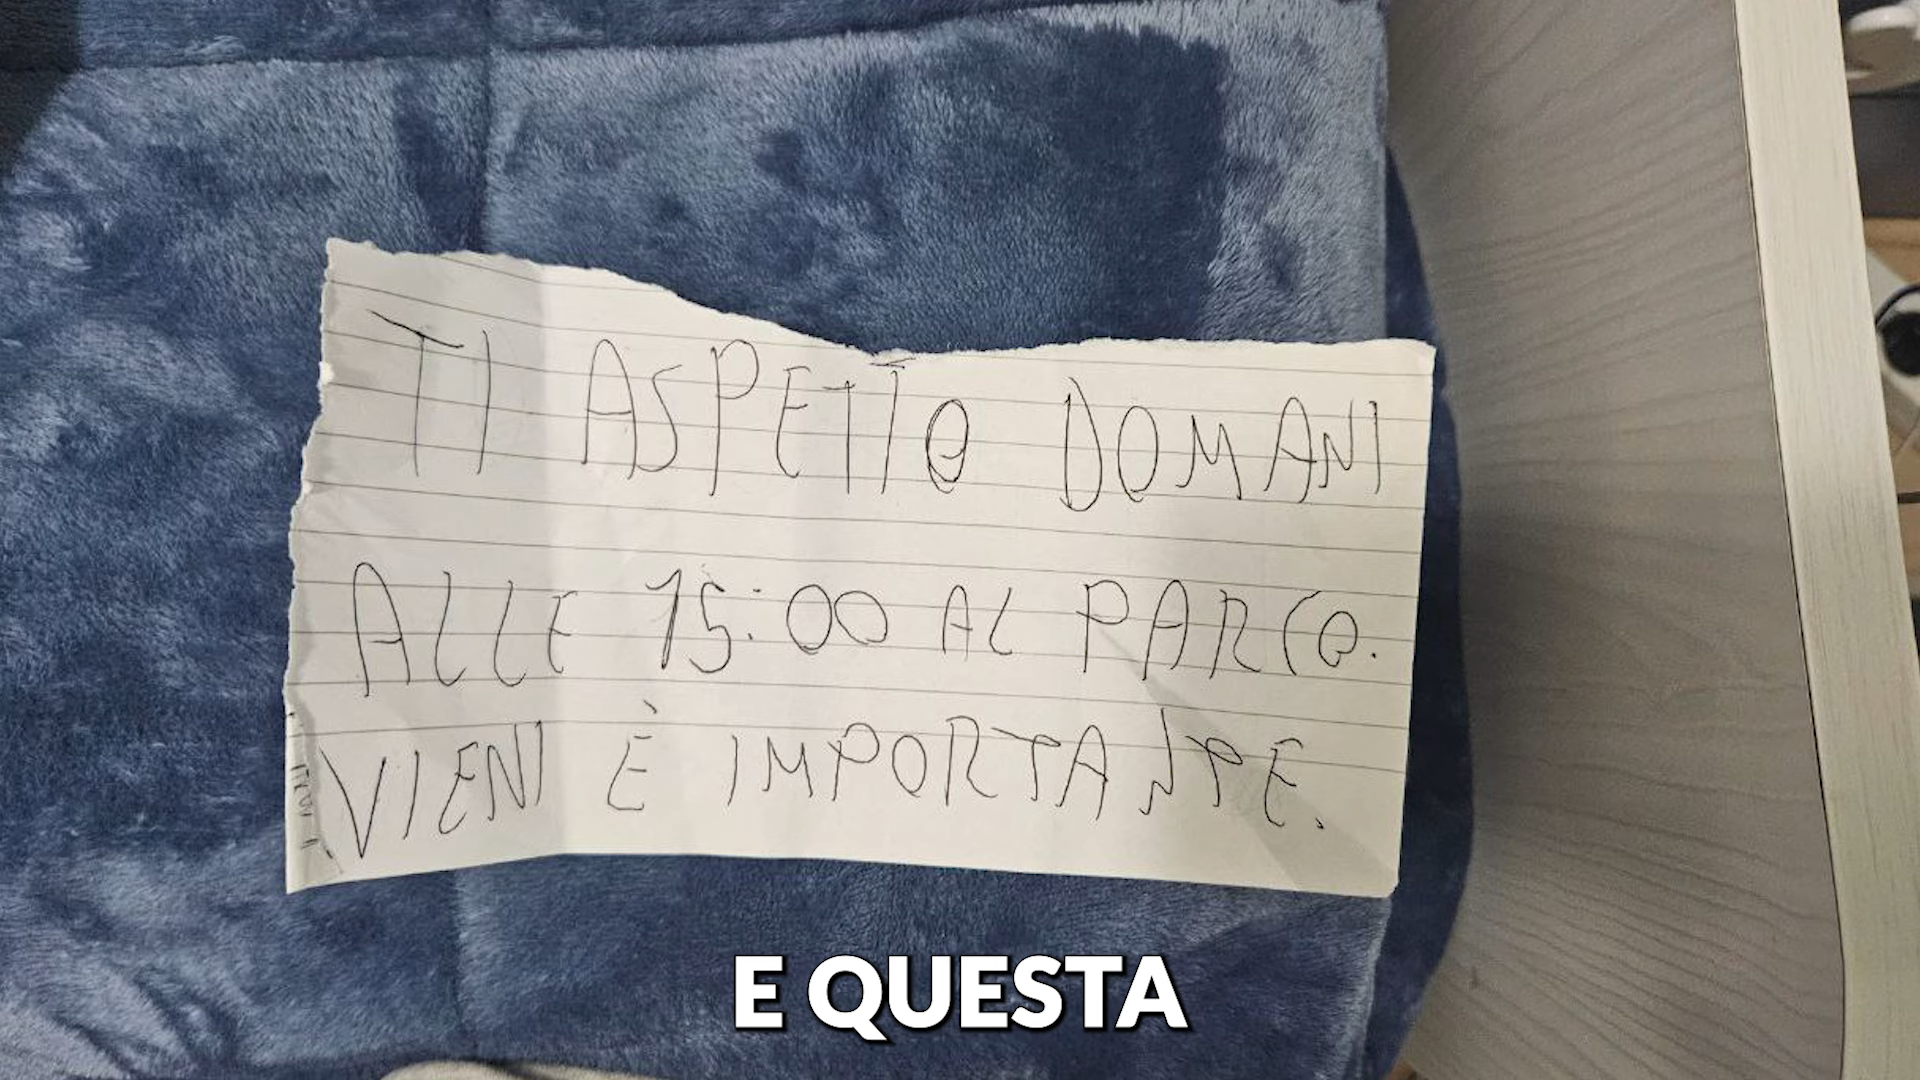 TI ASPETTO DOMANI
ALLE 15:00 AL PARCO.
VIENI È IMPORTANTE.
E QUESTA